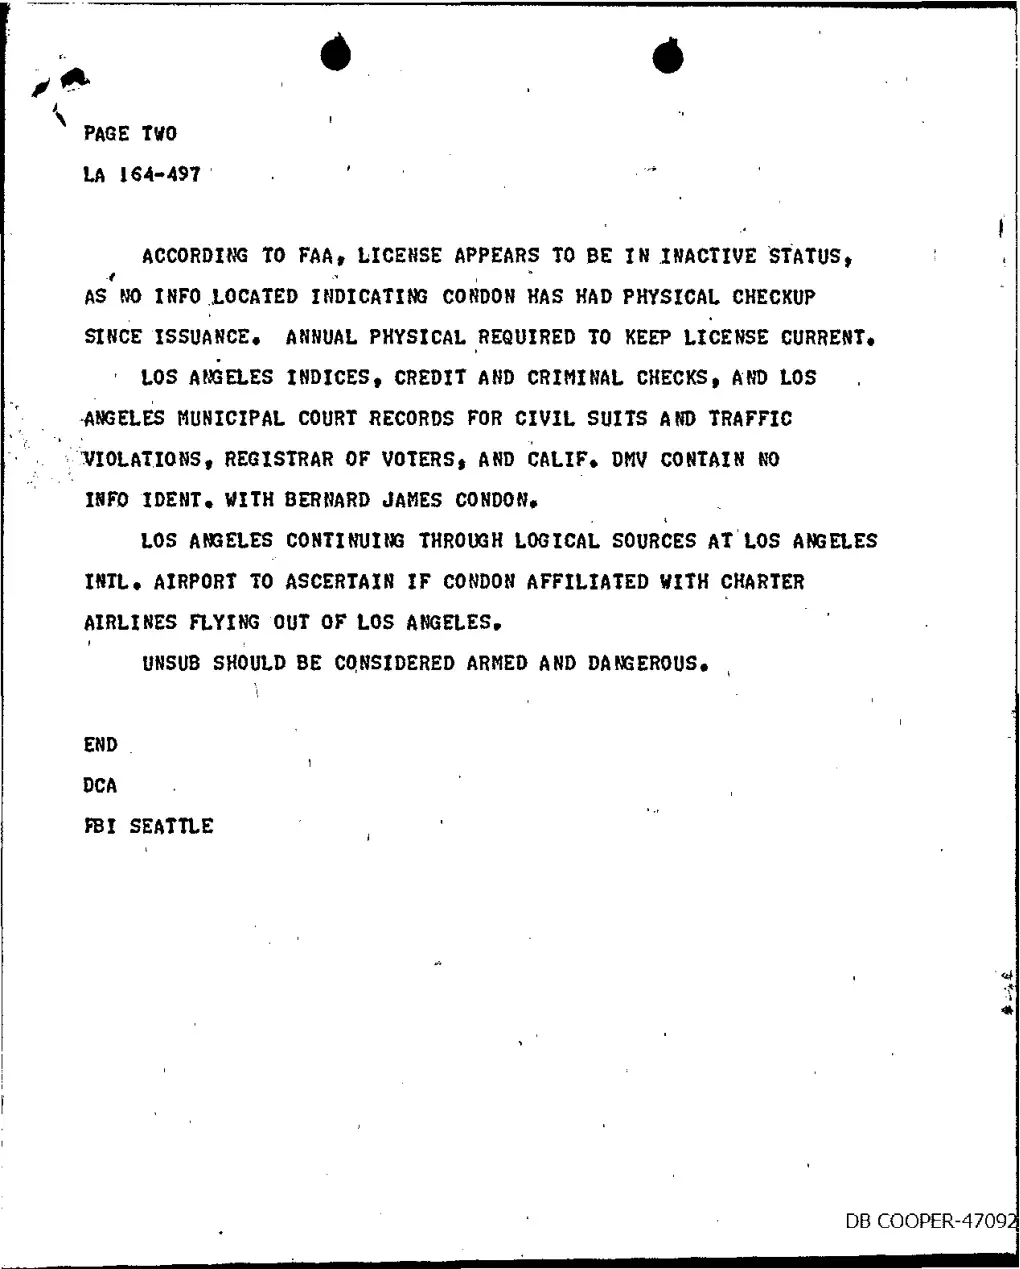 PAGE TWO
LA 164-497
ACCORDING TO FAA, LICENSE APPEARS TO BE IN INACTIVE STATUS,
AS NO INFO LOCATED INDICATING CONDON HAS HAD PHYSICAL CHECKUP
SINCE ISSUANCE. ANNUAL PHYSICAL REQUIRED TO KEEP LICENSE CURRENT.
LOS ANGELES INDICES, CREDIT AND CRIMINAL CHECKS, AND LOS
ANGELES MUNICIPAL COURT RECORDS FOR CIVIL SUITS AND TRAFFIC
VIOLATIONS, REGISTRAR OF VOTERS, AND CALIF. DMV CONTAIN NO
INFO IDENT. WITH BERNARD JAMES CONDON.
LOS ANGELES CONTINUING THROUGH LOGICAL SOURCES AT LOS ANGELES
INTL. AIRPORT TO ASCERTAIN IF CONDON AFFILIATED WITH CHARTER
AIRLINES FLYING OUT OF LOS ANGELES.
UNSUB SHOULD BE CONSIDERED ARMED AND DANGEROUS.
END
DCA
FBI SEATTLE
DB COOPER-47092